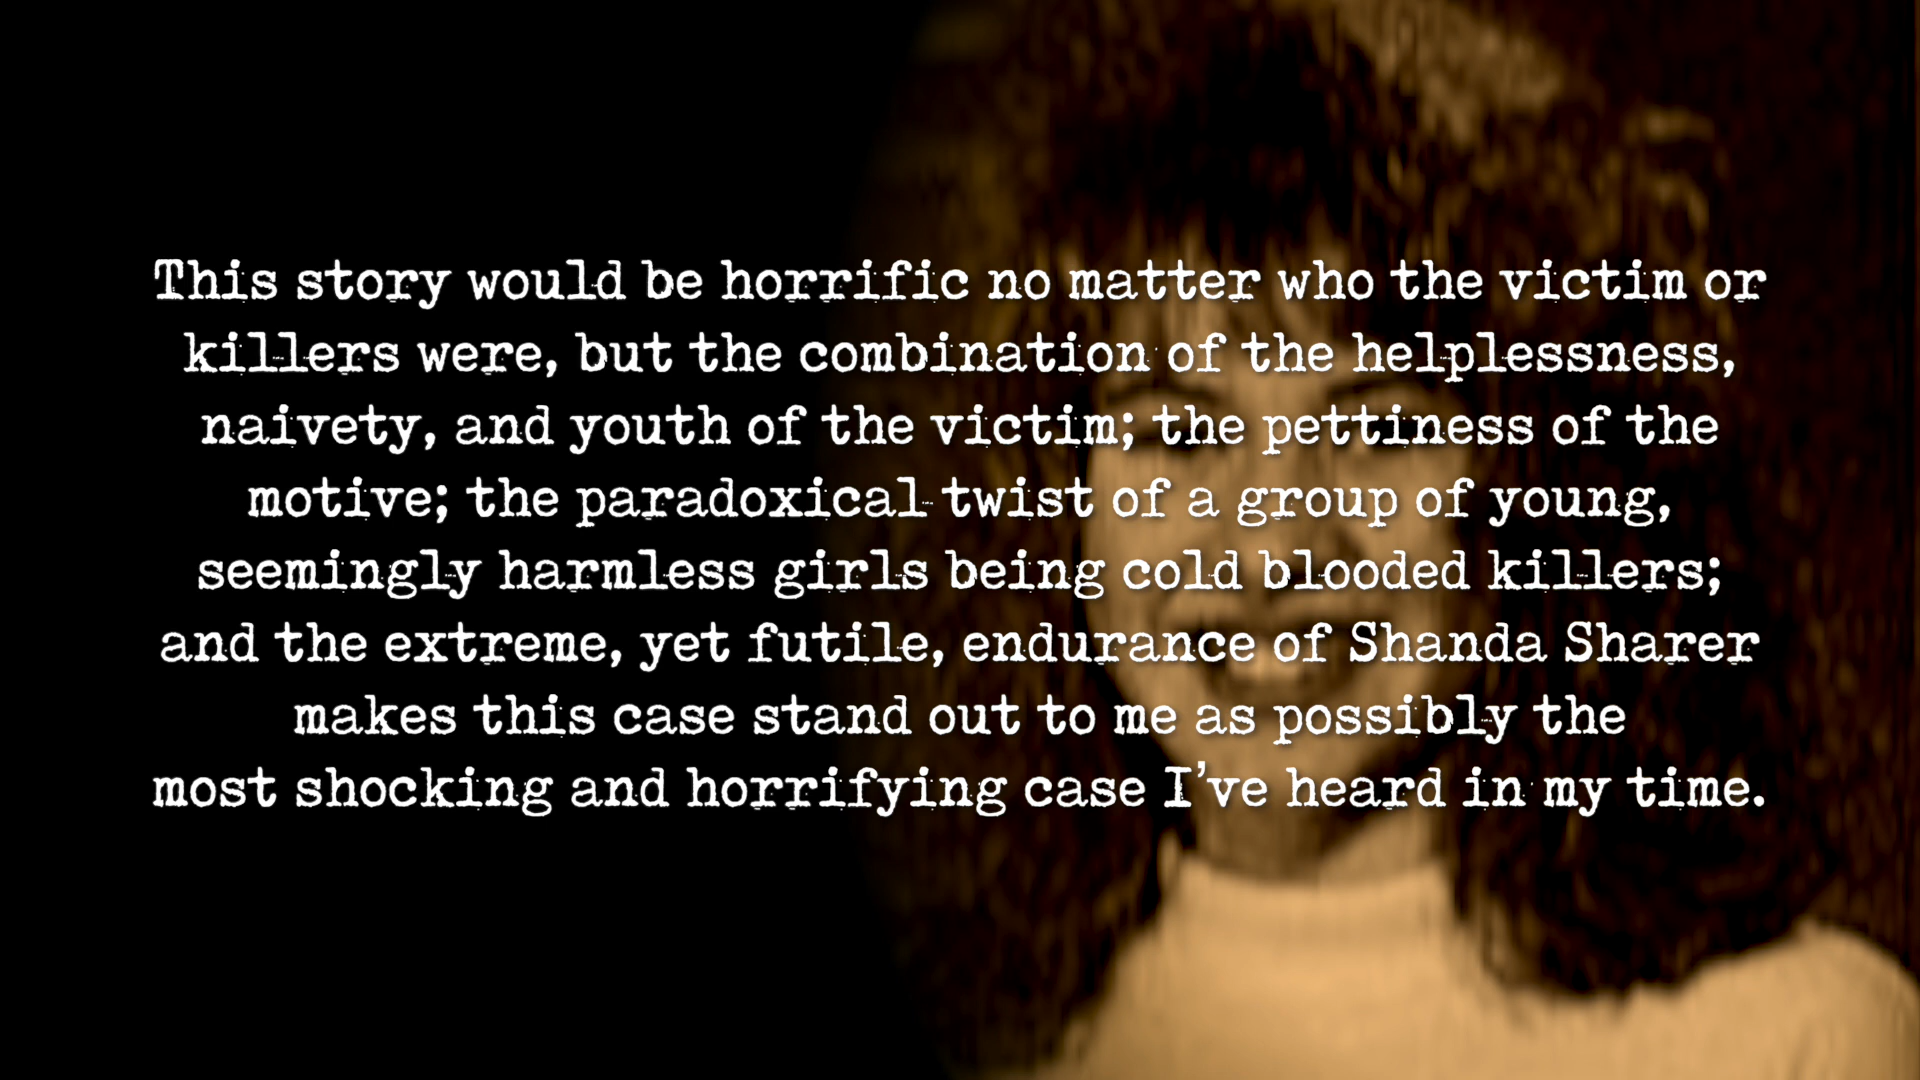 This story would be horrific no matter who the victim or
killers were, but the combination of the helplessness,
naivety, and youth of the victim; the pettiness of the
motive; the paradoxical twist of a group of young,
seemingly harmless girls being cold blooded killers;
and the extreme, yet futile, endurance of Shanda Sharer
makes this case stand out to me as possibly the
most shocking and horrifying case I've heard in my time.